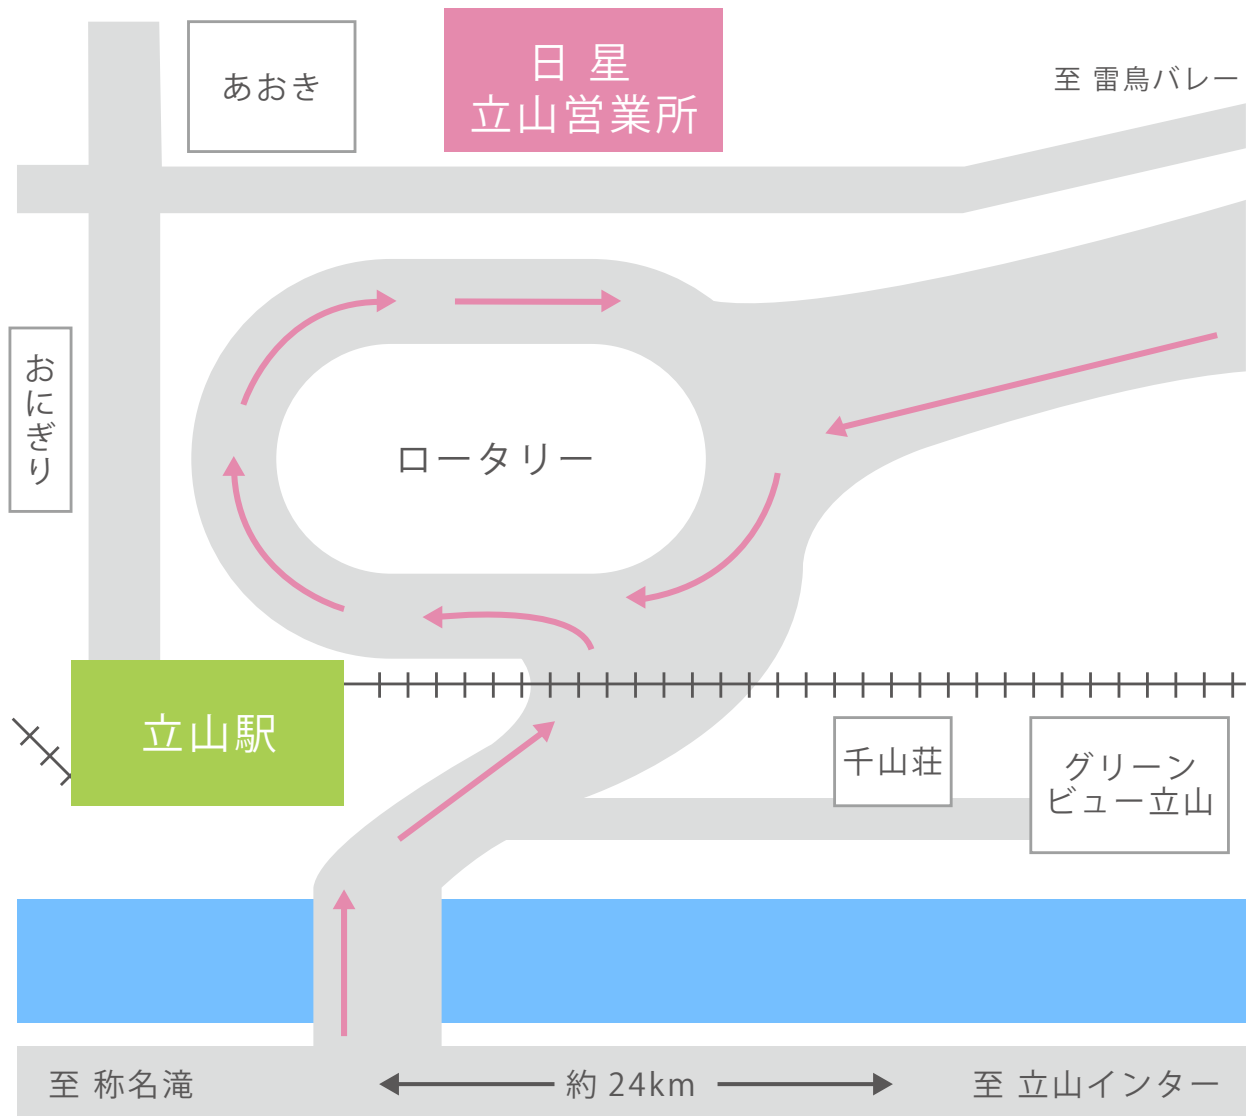 あおき
日 星
立山営業所
至 雷鳥バレー
おにぎり
ロータリー
立山駅
千山荘
グリーン
ビュー立山
至 称名滝
約 24km
至 立山インター